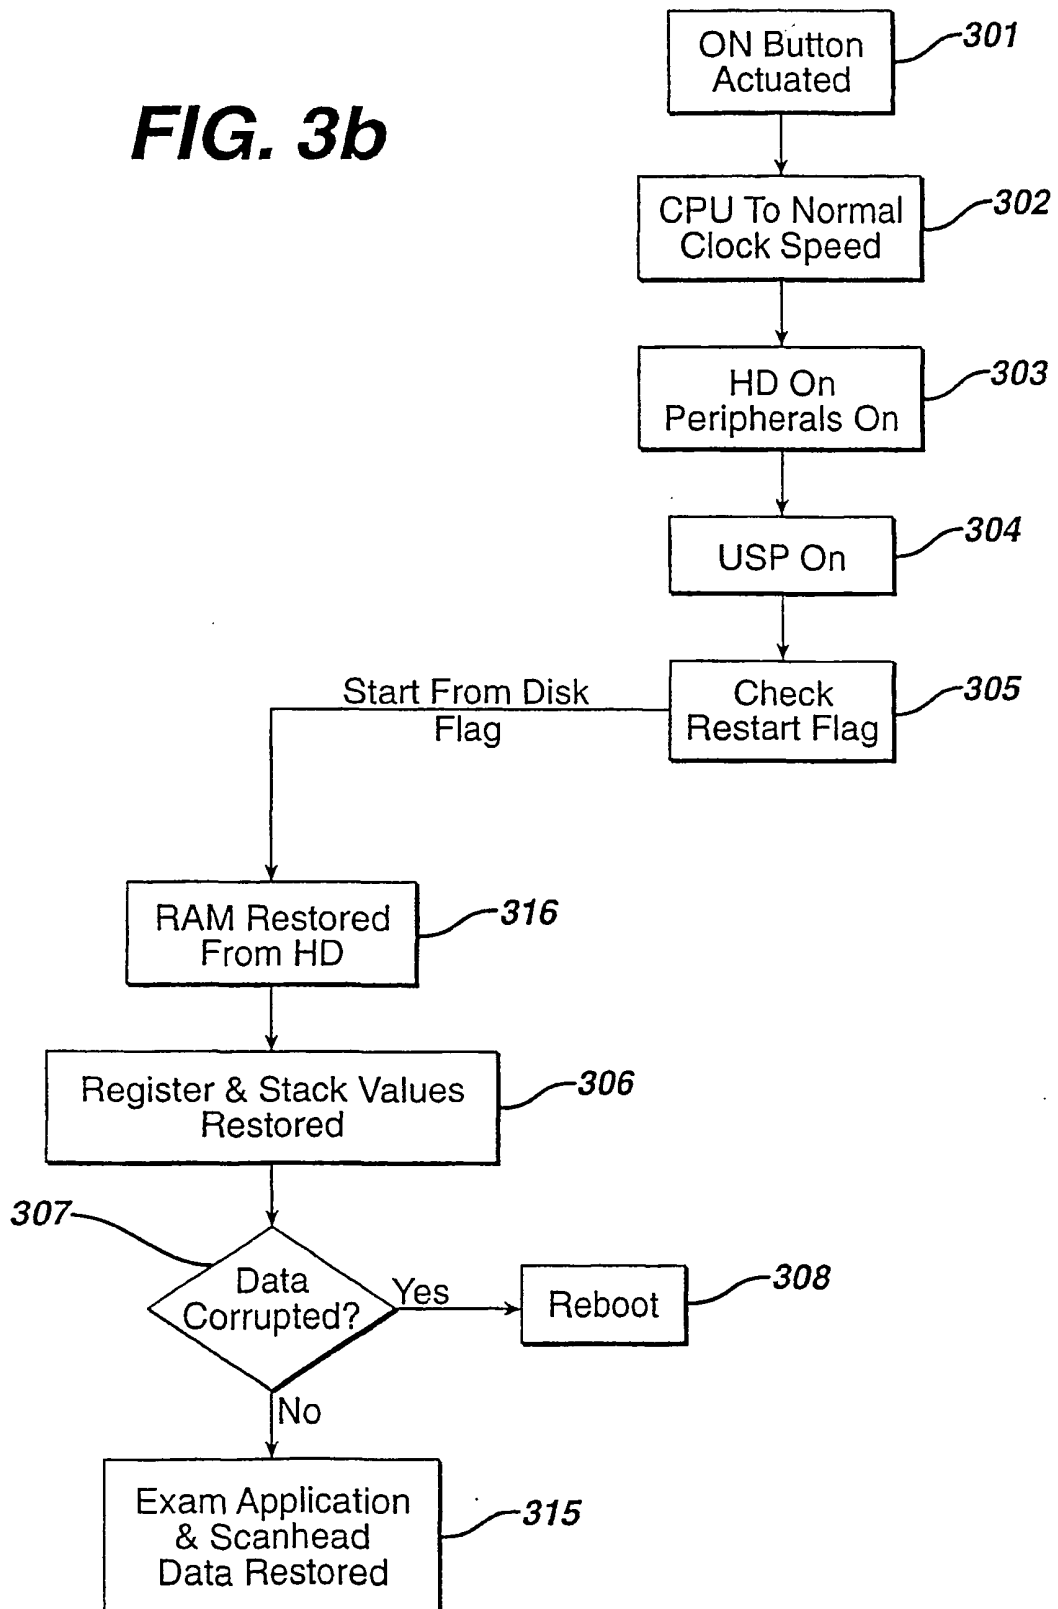 FIG. 3b
ON Button
Actuated
301
CPU To Normal
Clock Speed
302
HD On
Peripherals On
303
USP On
304
Check
Restart Flag
305
Start From Disk
Flag
RAM Restored
From HD
316
Register & Stack Values
Restored
306
307
Data
Corrupted?
Yes
Reboot
308
No
Exam Application
& Scanhead
Data Restored
315